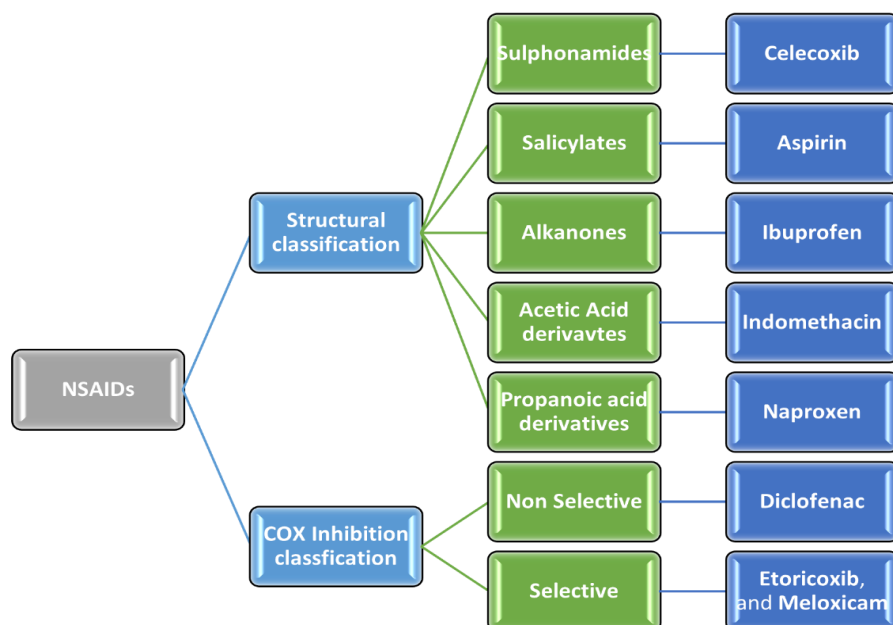 Sulphonamides
Celecoxib
Salicylates
Aspirin
Structural
classification
Alkanones
Ibuprofen
Acetic Acid
derivavtes
Indomethacin
NSAIDs
Propanoic acid
derivatives
Naproxen
COX Inhibition
classfication
Non Selective
Diclofenac
Selective
Etoricoxib,
and Meloxicam